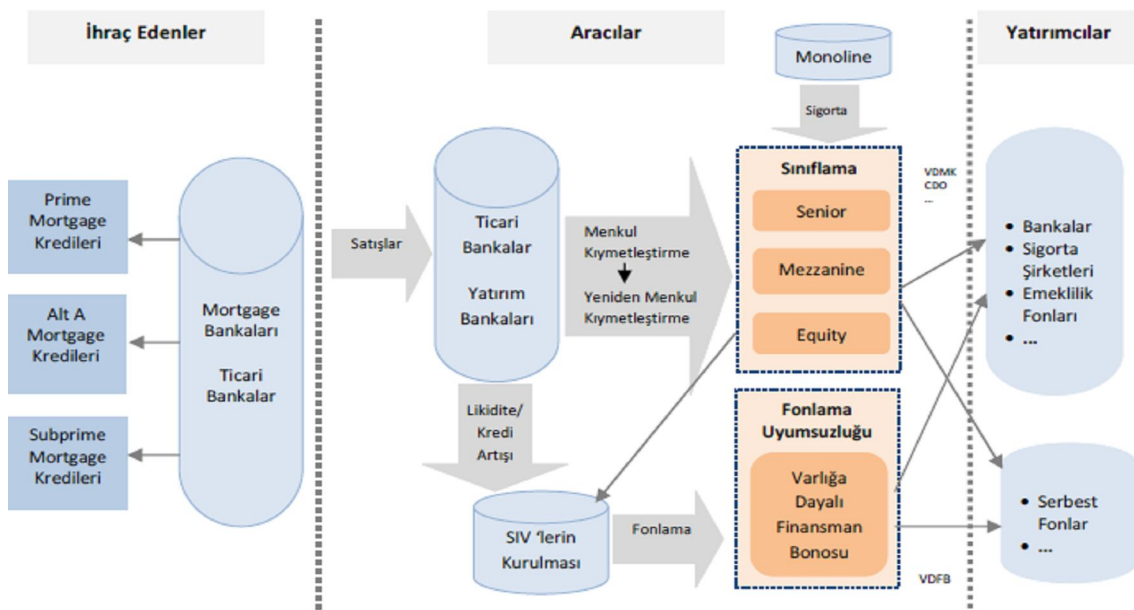 İhraç Edenler
Aracılar
Yatırımcılar
Monoline
Sigorta
Prime
Mortgage
Kredileri
Alt A
Mortgage
Kredileri
Subprime
Mortgage
Kredileri
Mortgage
Bankaları
Ticari
Bankalar
Satışlar
Ticari
Bankalar
Yatırım
Bankaları
Menkul
Kıymetleştirme
Yeniden Menkul
Kıymetleştirme
Likidite/
Kredi
Artışı
SIV ‘lerin
Kurulması
Fonlama
Sınıflama
Senior
Mezzanine
Equity
VDMK
CDO
...
Fonlama
Uyumsuzluğu
Varlığa
Dayalı
Finansman
Bonosu
VDFB
• Bankalar
• Sigorta
Şirketleri
• Emeklilik
Fonları
• ...
• Serbest
Fonlar
• ...